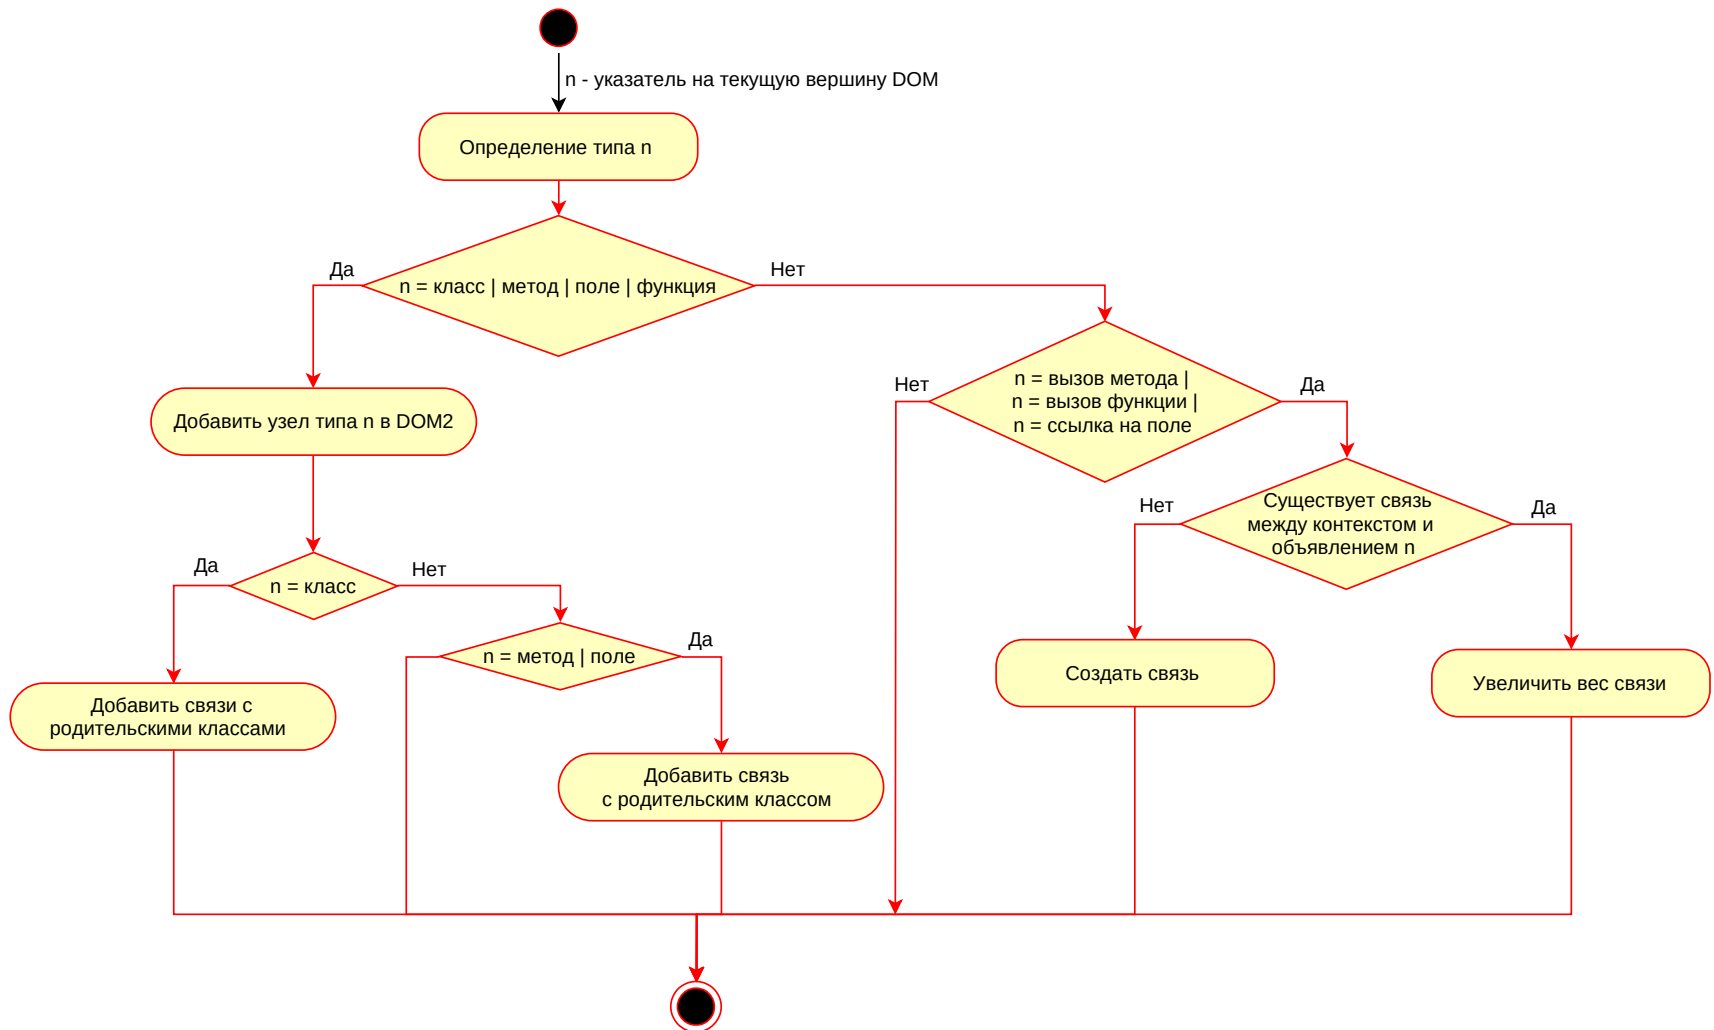 n - указатель на текущую вершину DOM
Определение типа n
Да
Нет
n = класс | метод | поле | функция
Нет
n = вызов метода |
n = вызов функции |
n = ссылка на поле
Да
Добавить узел типа n в DOM2
Нет
Существует связь
между контекстом и
объявлением n
Да
Да
n = класс
Нет
n = метод | поле
Да
Создать связь
Увеличить вес связи
Добавить связи с
родительскими классами
Добавить связь
с родительским классом